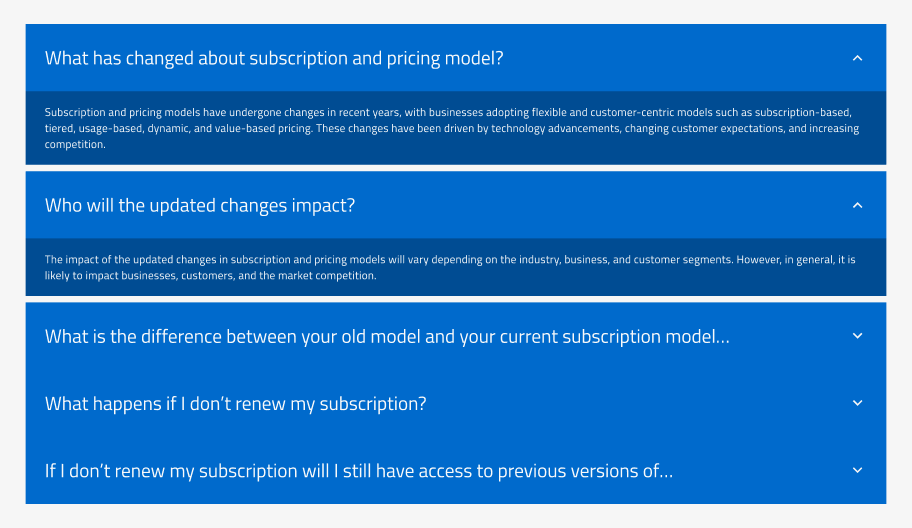 What has changed about subscription and pricing model?
Subscription and pricing models have undergone changes in recent years, with businesses adopting flexible and customer-centric models such as subscription-based,
tiered, usage-based, dynamic, and value-based pricing. These changes have been driven by technology advancements, changing customer expectations, and increasing
competition.
Who will the updated changes impact?
The impact of the updated changes in subscription and pricing models will vary depending on the industry, business, and customer segments. However, in general, it is
likely to impact businesses, customers, and the market competition.
What is the difference between your old model and your current subscription model...
What happens if I don’t renew my subscription?
If I don’t renew my subscription will I still have access to previous versions of...